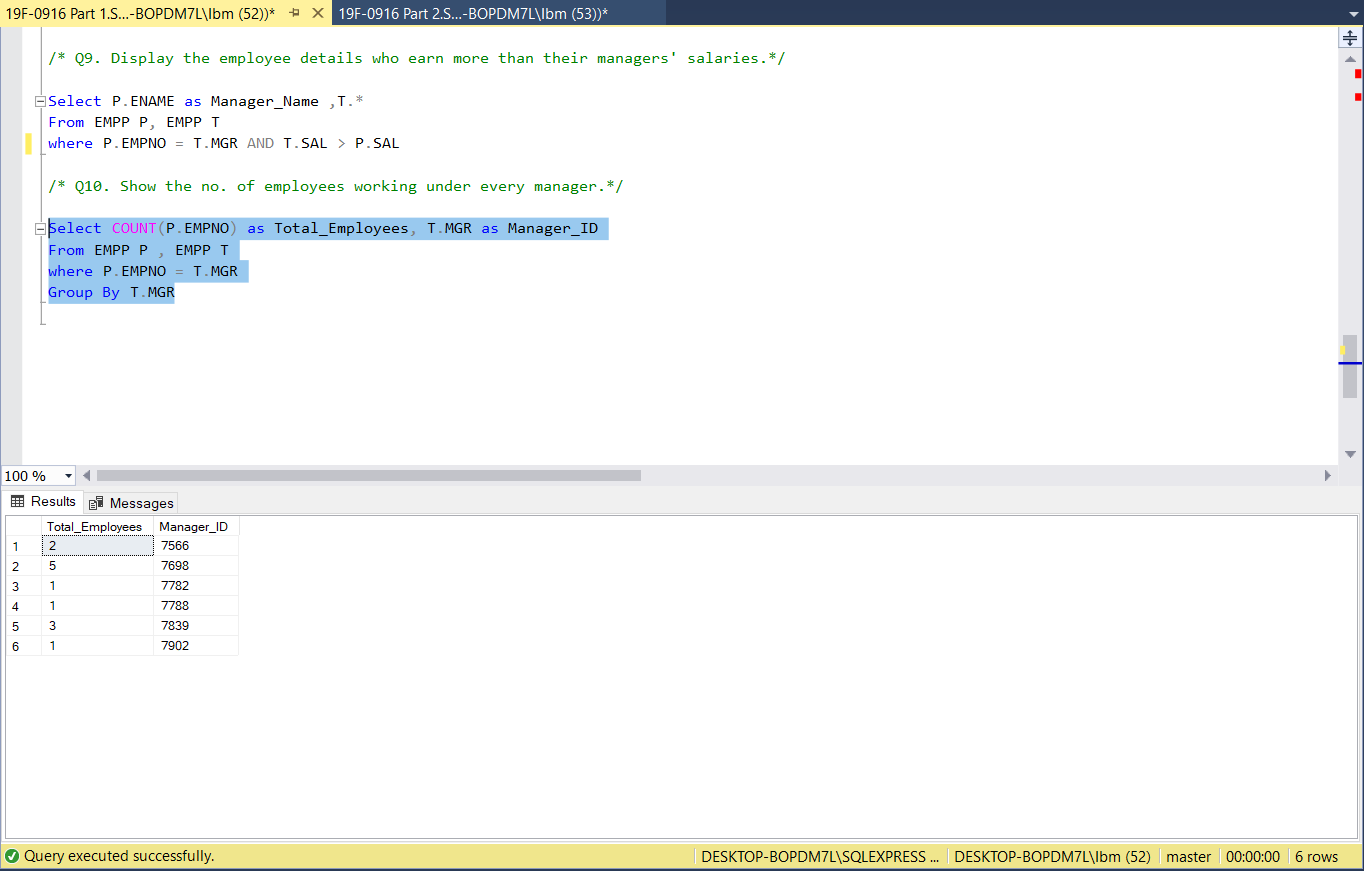 19F-0916 Part 1.S...-BOPDM7L\Ibm (52))* 19F-0916 Part 2.S...-BOPDM7L\Ibm (53))*
/* Q9. Display the employee details who earn more than their managers' salaries.*/
Select P.ENAME as Manager_Name ,T.*
From EMPP P, EMPP T
where P.EMPNO = T.MGR AND T.SAL > P.SAL
/* Q10. Show the no. of employees working under every manager.*/
Select COUNT(P.EMPNO) as Total_Employees, T.MGR as Manager_ID
From EMPP P , EMPP T
where P.EMPNO = T.MGR
Group By T.MGR
100 %
Results Messages
Total_Employees Manager_ID
1 2 7566
2 5 7698
3 1 7782
4 1 7788
5 3 7839
6 1 7902
Query executed successfully. DESKTOP-BOPDM7L\SQLEXPRESS ... DESKTOP-BOPDM7L\Ibm (52) master 00:00:00 6 rows